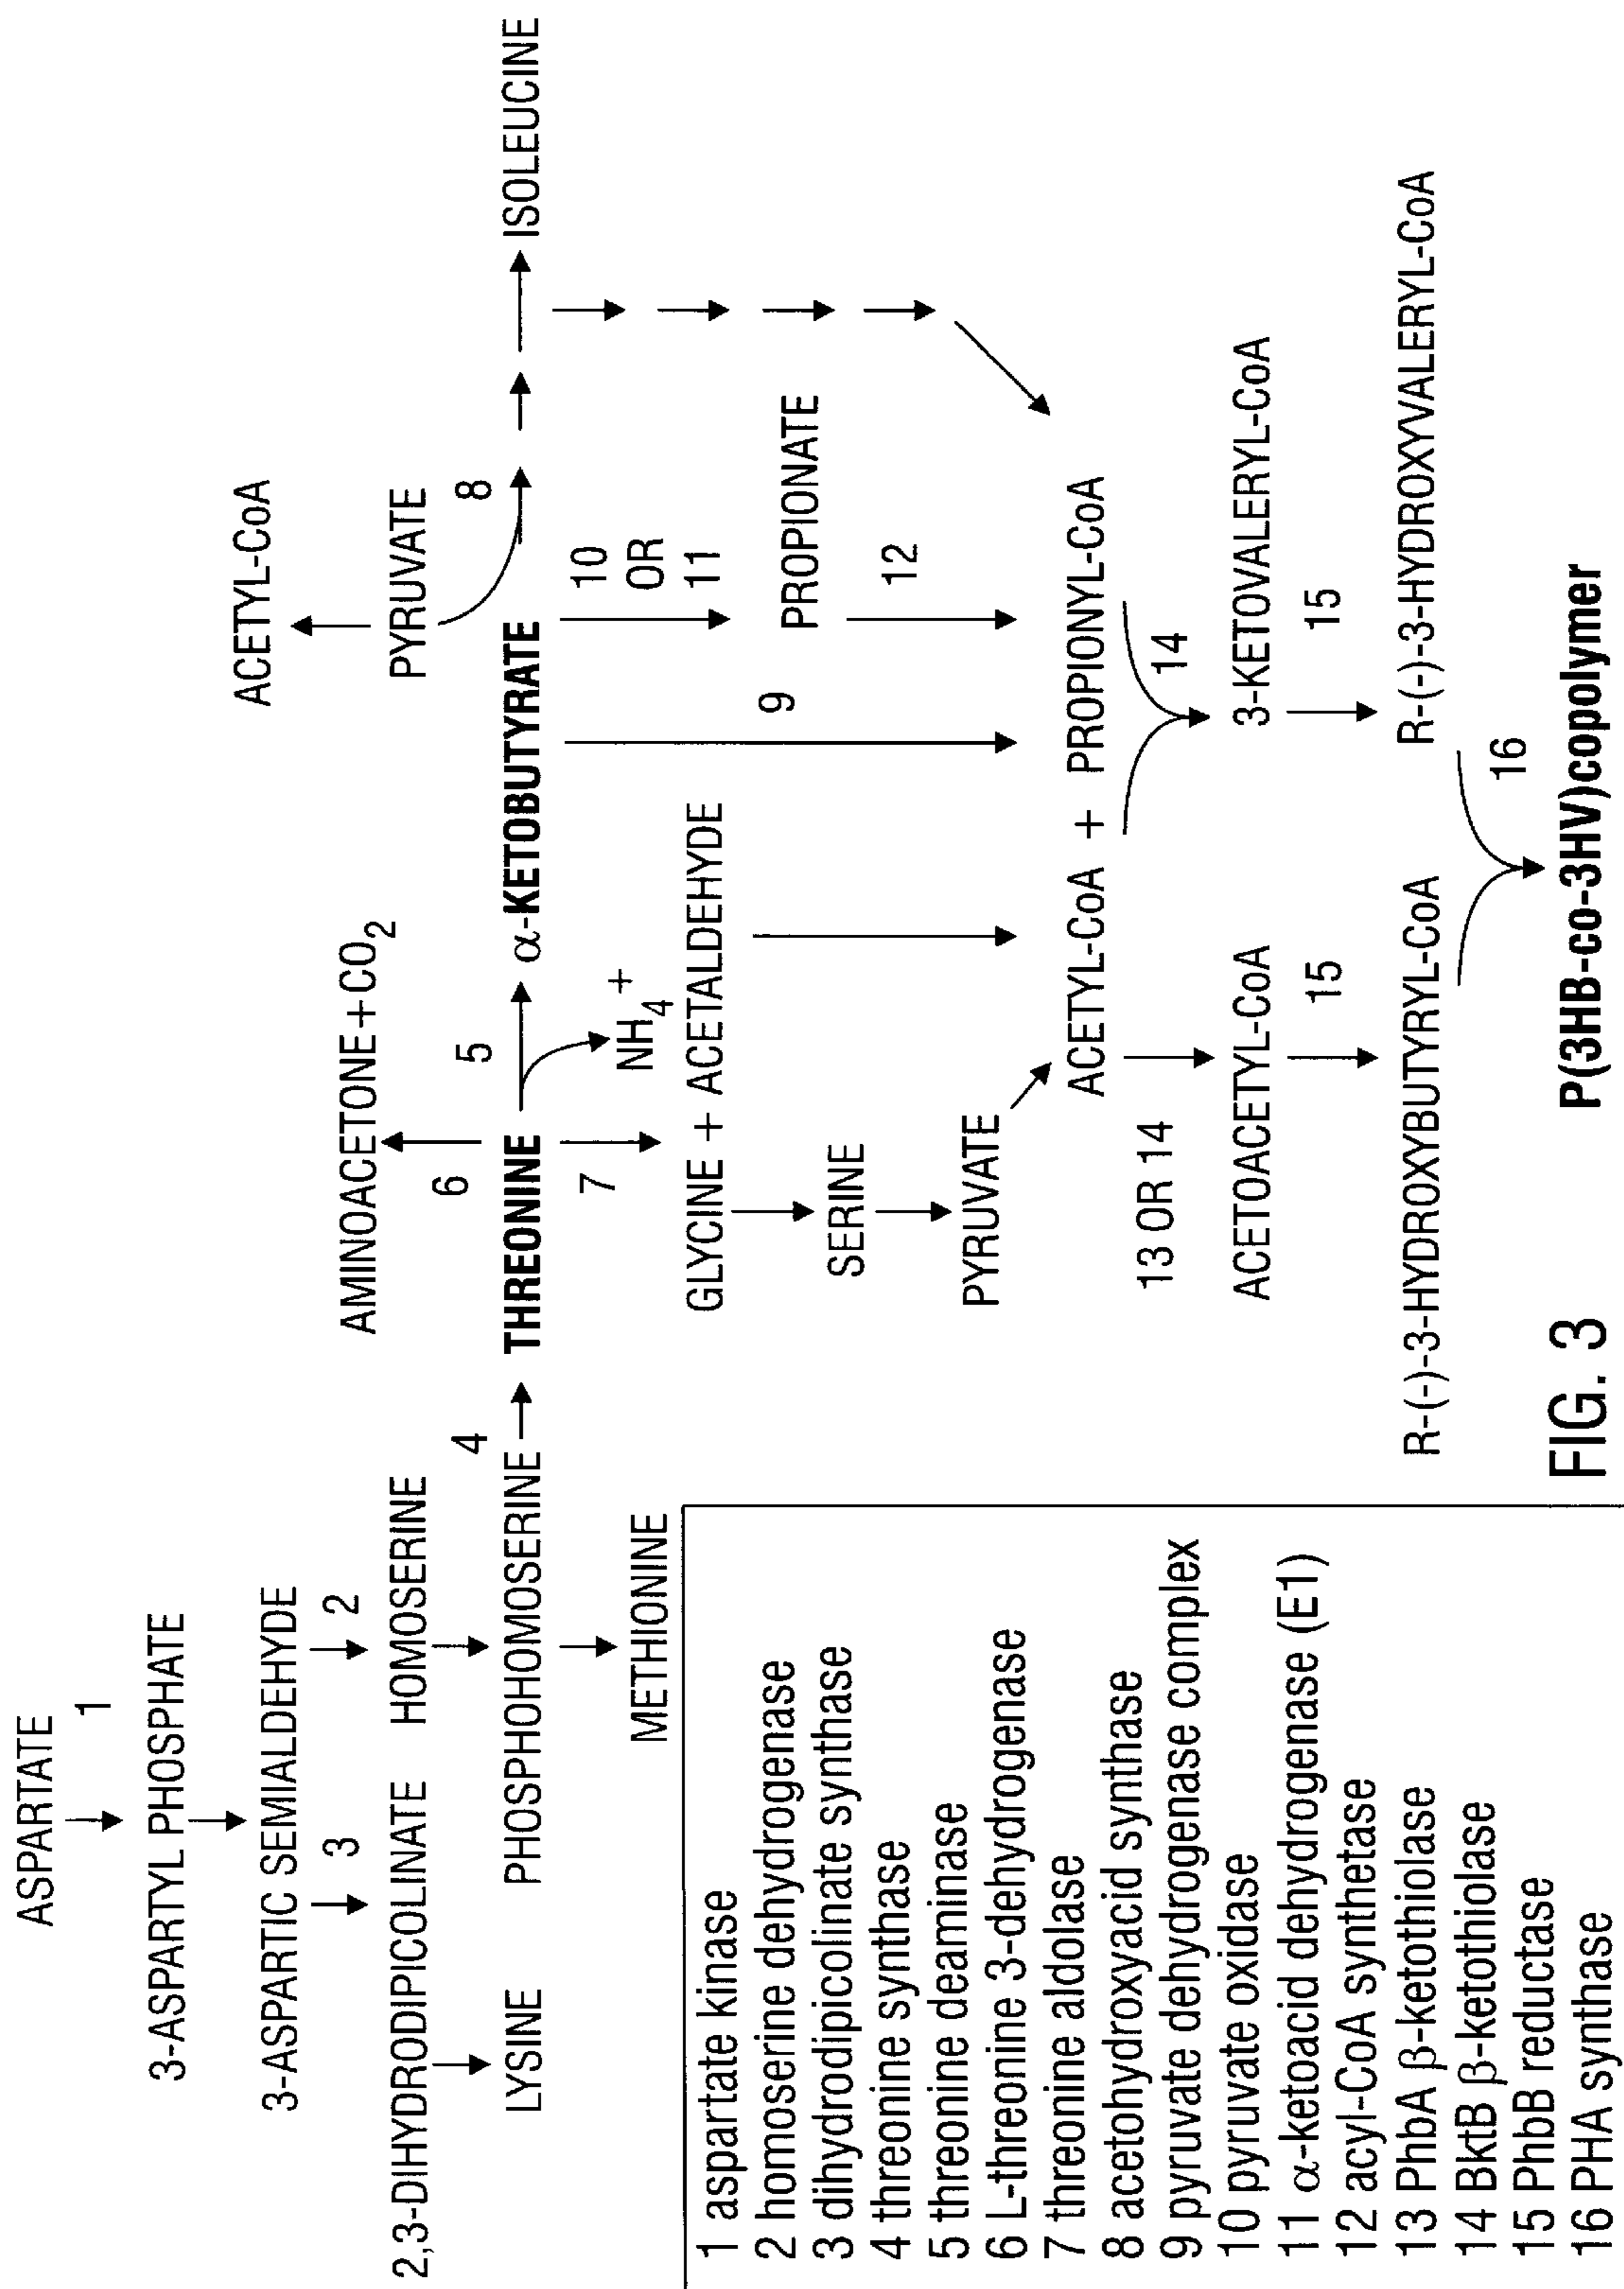 ASPARTATE
1
3-ASPARTYL PHOSPHATE
3-ASPARTIC SEMIALDEHYDE
3
2
2,3-DIHYDRODIPICOLINATE
HOMOSERINE
LYSINE
PHOSPHOHOMOSERINE
4
METHIONINE
AMINOACETONE+CO2
6
THREONINE
5
α-KETOBUTYRATE
NH4+
7
ACETYL-CoA
PYRUVATE
8
ISOLEUCINE
GLYCINE + ACETALDEHYDE
9
10
OR
11
PROPIONATE
SERINE
12
PYRUVATE
ACETYL-CoA + PROPIONYL-CoA
13 OR 14
14
ACETOACETYL-CoA
3-KETOVALERYL-CoA
15
15
R-(-)-3-HYDROXYBUTYRYL-CoA
R-(-)-3-HYDROXYVALERYL-CoA
16
P(3HB-co-3HV)copolymer
1 aspartate kinase
2 homoserine dehydrogenase
3 dihydrodipicolinate synthase
4 threonine synthase
5 threonine deaminase
6 L-threonine 3-dehydrogenase
7 threonine aldolase
8 acetohydroxyacid synthase
9 pyruvate dehydrogenase complex
10 pyruvate oxidase
11 α-ketoacid dehydrogenase (E1)
12 acyl-CoA synthetase
13 PhbA β-ketothiolase
14 BktB β-ketothiolase
15 PhbB reductase
16 PHA synthase
FIG. 3